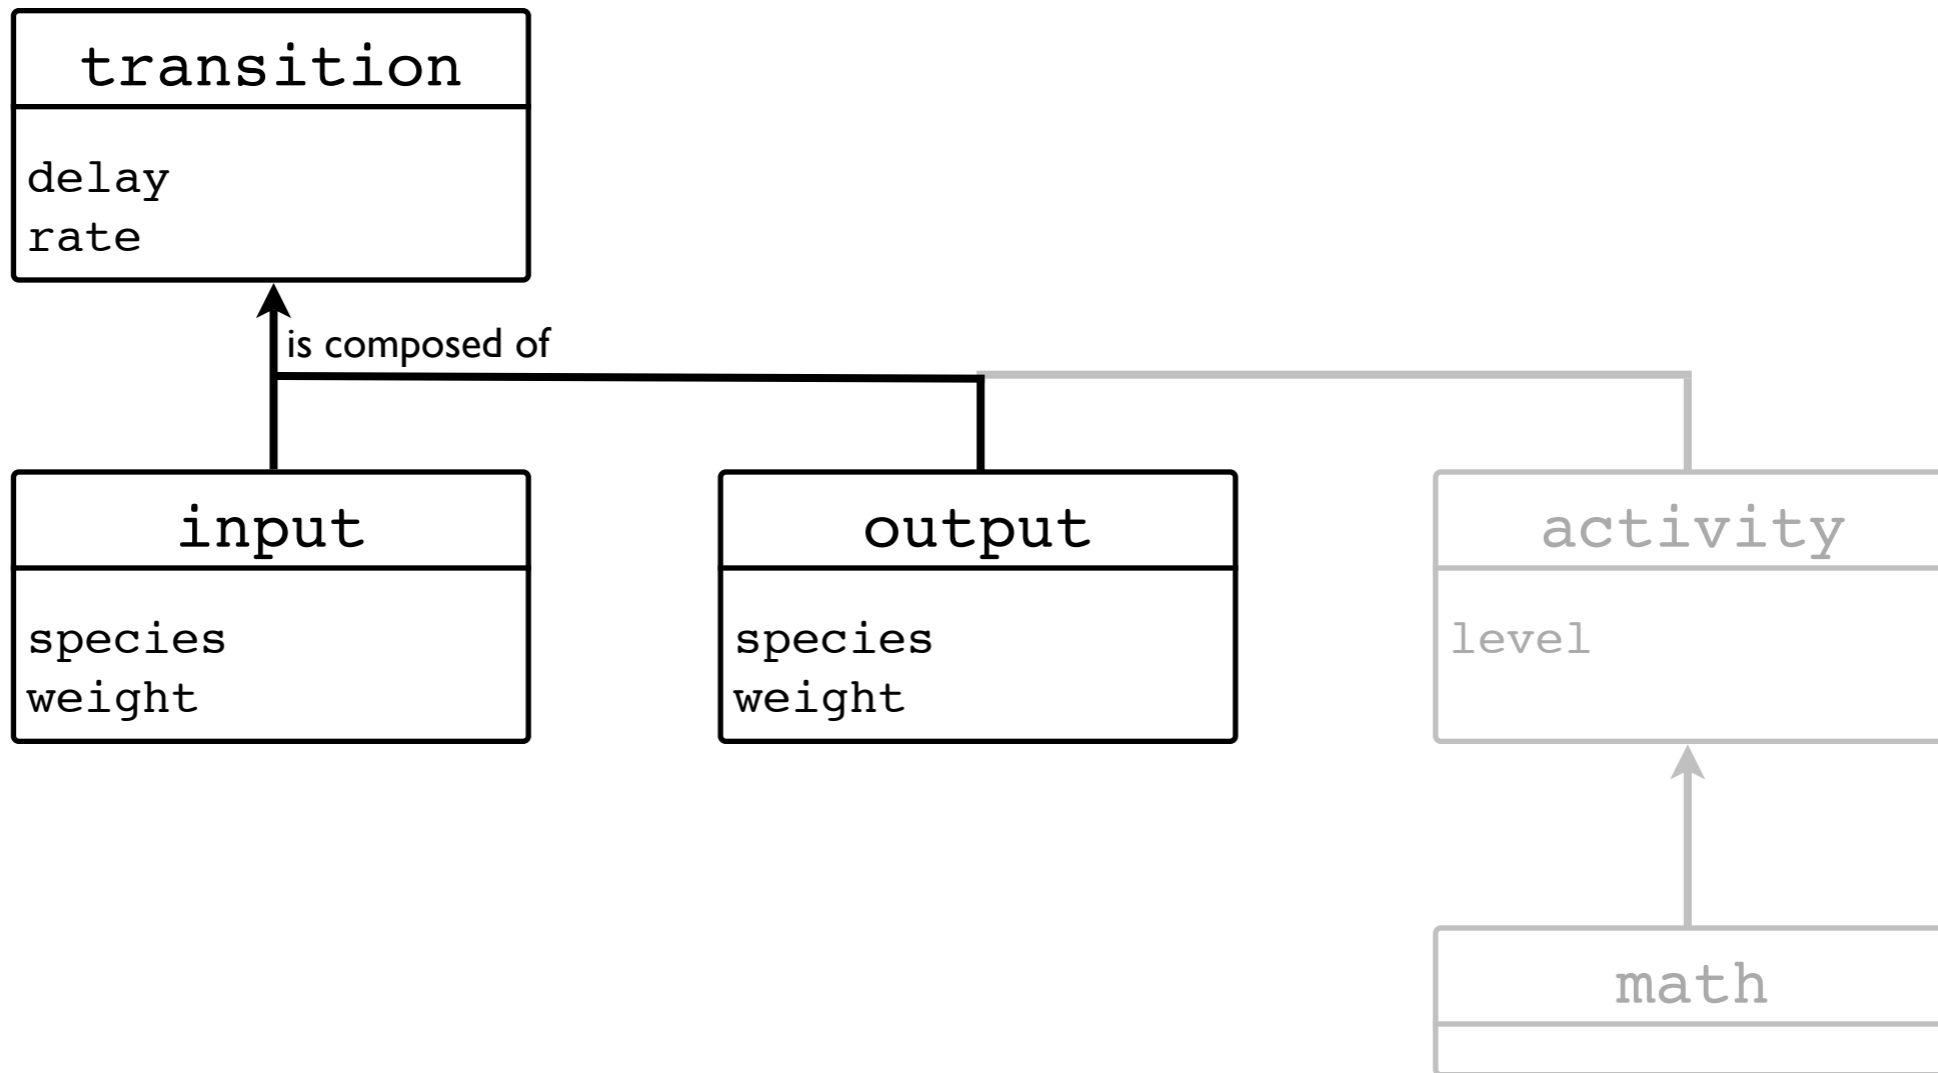 transition
delay
rate
is composed of
input
species
weight
output
species
weight
activity
level
math